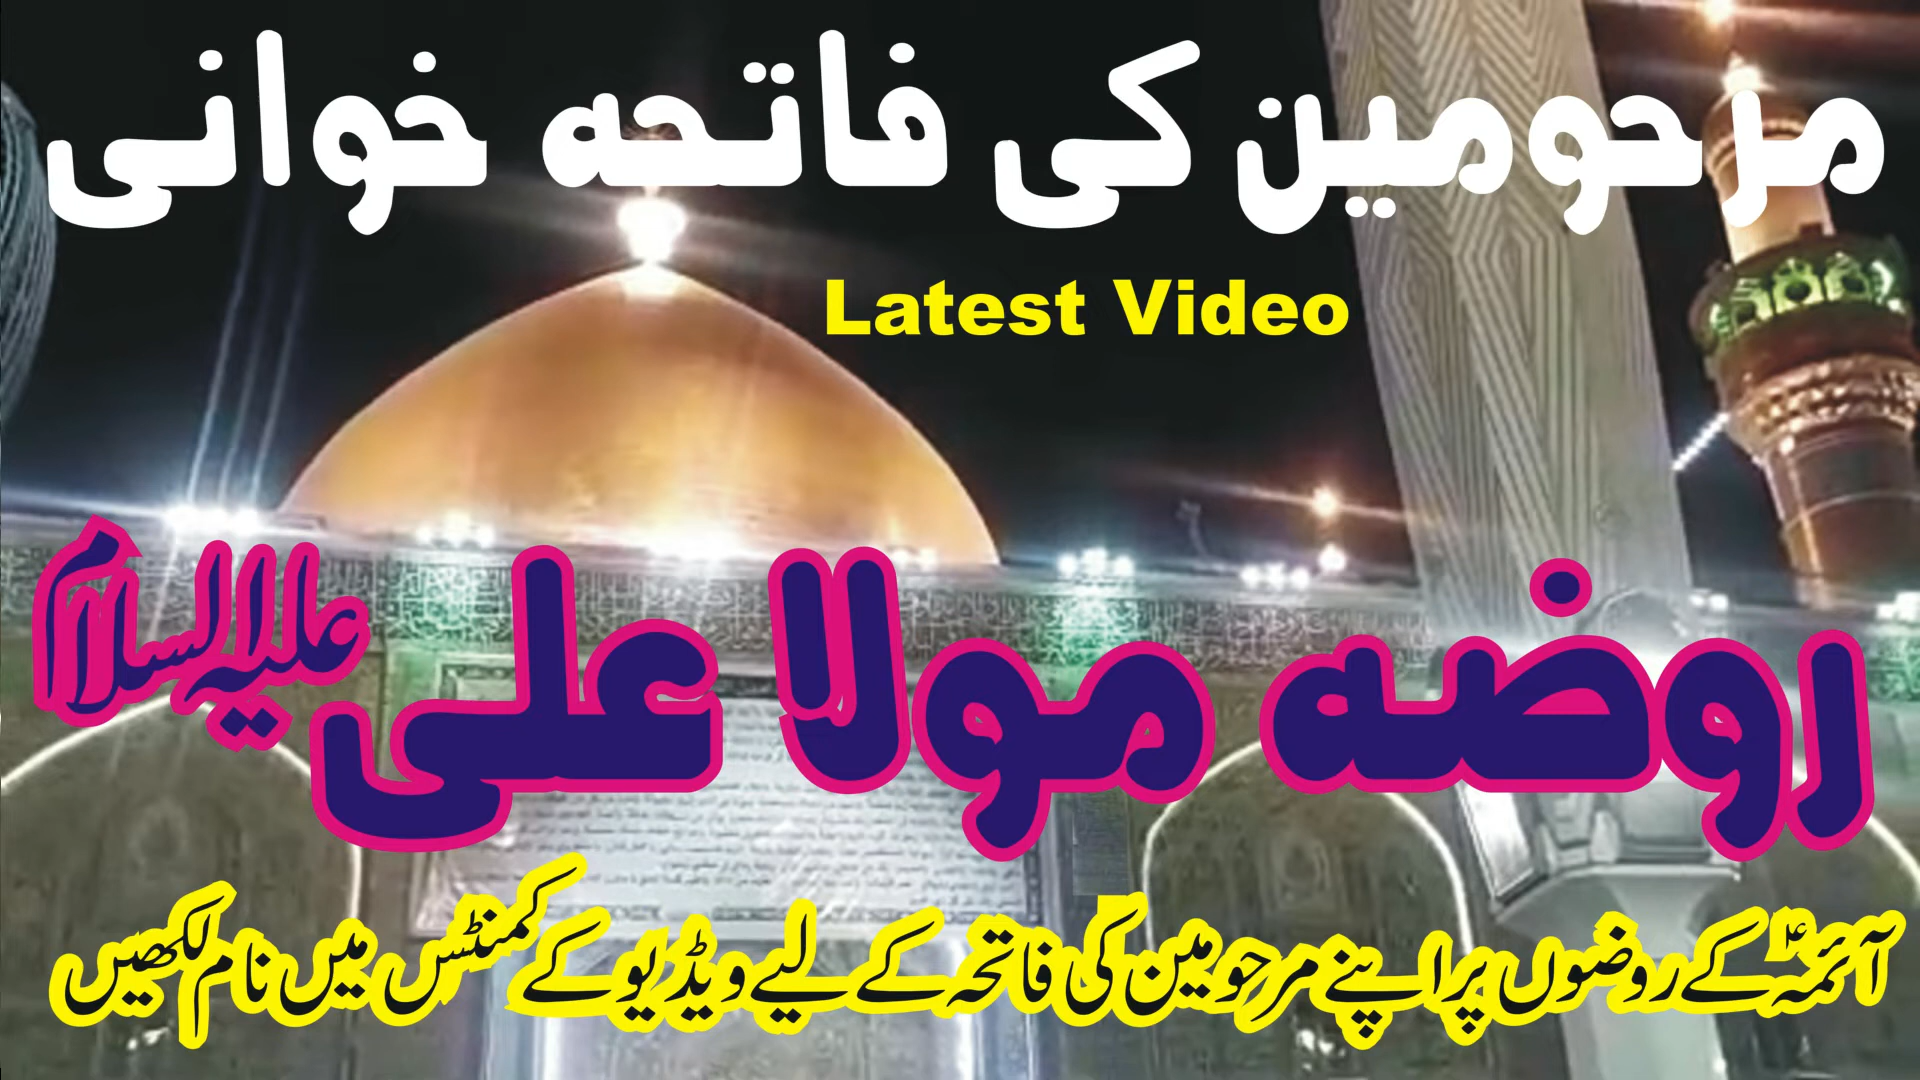 مرحومین کی فاتحہ خوانی
Latest Video
روضہ مولا علی علیہ السلام
آئمہؑ کے روضوں پر اپنے مرحومین کی فاتحہ کے لیے ویڈیو کے کمنٹس میں نام لکھیں